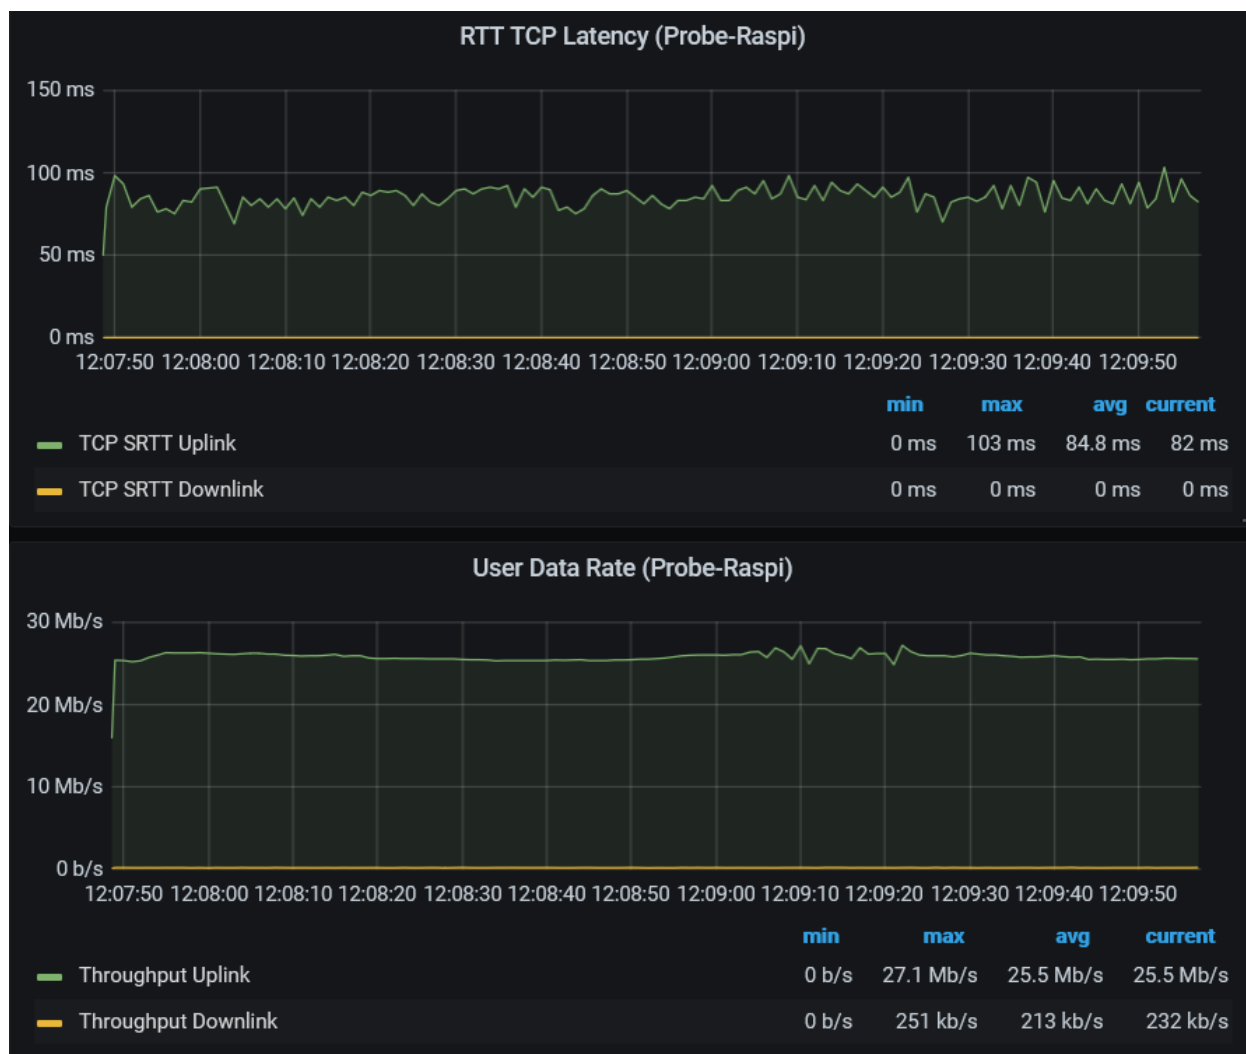 RTT TCP Latency (Probe-Raspi)
150 ms
100 ms
50 ms
0 ms
12:07:50 12:08:00 12:08:10 12:08:20 12:08:30 12:08:40 12:08:50 12:09:00 12:09:10 12:09:20 12:09:30 12:09:40 12:09:50
min max avg current
TCP SRTT Uplink 0 ms 103 ms 84.8 ms 82 ms
TCP SRTT Downlink 0 ms 0 ms 0 ms 0 ms
User Data Rate (Probe-Raspi)
30 Mb/s
20 Mb/s
10 Mb/s
0 b/s
12:07:50 12:08:00 12:08:10 12:08:20 12:08:30 12:08:40 12:08:50 12:09:00 12:09:10 12:09:20 12:09:30 12:09:40 12:09:50
min max avg current
Throughput Uplink 0 b/s 27.1 Mb/s 25.5 Mb/s 25.5 Mb/s
Throughput Downlink 0 b/s 251 kb/s 213 kb/s 232 kb/s